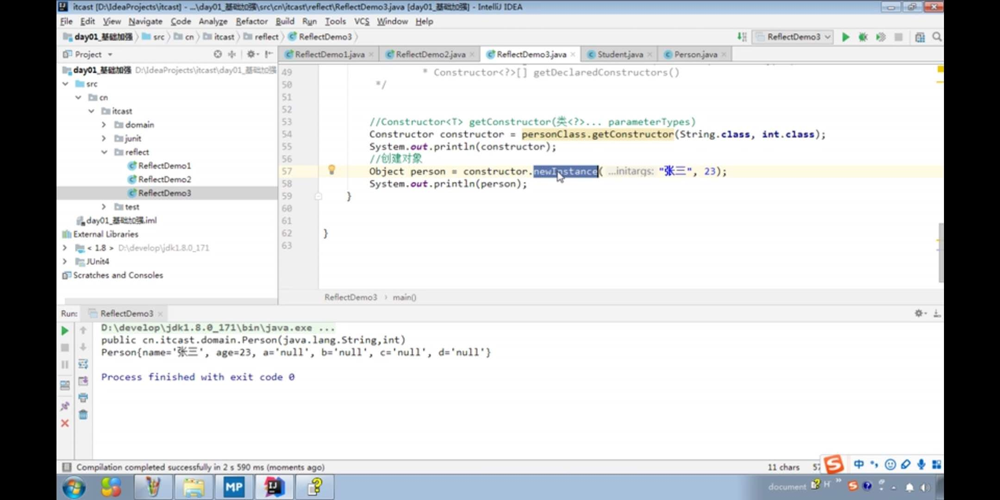 itcast [D:\IdeaProjects\itcast] - ...\day01_基础加强\src\cn\itcast\reflect\ReflectDemo3.java [day01_基础加强] - IntelliJ IDEA
File Edit View Navigate Code Analyze Refactor Build Run Tools VCS Window Help
day01_基础加强 src cn itcast reflect ReflectDemo3
ReflectDemo3
Project
ReflectDemo1.java ReflectDemo2.java ReflectDemo3.java Student.java Person.java
day01_基础加强 D:\IdeaProjects\itcast\day01_基础加强
src
cn
itcast
domain
junit
reflect
ReflectDemo1
ReflectDemo2
ReflectDemo3
test
day01_基础加强.iml
External Libraries
< 1.8 > D:\develop\jdk1.8.0_171
JUnit4
Scratches and Consoles
49 * Constructor<?>[] getDeclaredConstructors()
50 */
51
52
53 //Constructor<T> getConstructor(类<?>... parameterTypes)
54 Constructor constructor = personClass.getConstructor(String.class, int.class);
55 System.out.println(constructor);
56 //创建对象
57 Object person = constructor.newInstance( ...initargs: "张三", 23);
58 System.out.println(person);
59 }
60
61
62 }
63
ReflectDemo3 › main()
Run: ReflectDemo3
D:\develop\jdk1.8.0_171\bin\java.exe ...
public cn.itcast.domain.Person(java.lang.String,int)
Person{name='张三', age=23, a='null', b='null', c='null', d='null'}
Process finished with exit code 0
Compilation completed successfully in 2 s 590 ms (moments ago)
11 chars
中
MP
IJ
document